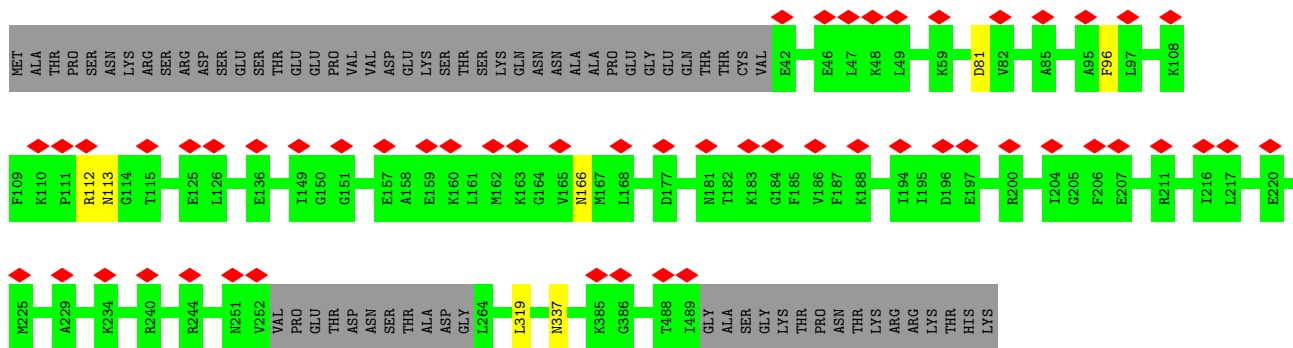 MET ALA THR PRO SER ASN LYS ARG SER ARG ASP SER GLU SER THR GLU GLU PRO VAL VAL ASP GLU LYS SER THR SER LYS GLN ASN ASN ALA ALA PRO GLU GLY GLU GLN THR THR CYS VAL E42 E46 L47 K48 L49 K59 D81 V82 A85 A95 F96 L97 K108
F109 K110 P111 R112 N113 G114 T115 E125 L126 E136 I149 G150 G151 E157 A158 E159 K160 L161 M162 K163 G164 V165 N166 M167 L168 D177 N181 T182 K183 G184 F185 V186 F187 K188 I194 I195 D196 E197 R200 I204 G205 F206 E207 R211 I216 L217 E220
M225 A229 K234 R240 R244 N251 V252 VAL PRO GLU THR ASP ASN SER THR ALA ASP GLY L264 L319 N337 K385 G386 T488 I489 GLY ALA SER GLY LYS THR PRO ASN THR LYS ARG ARG LYS THR HIS LYS